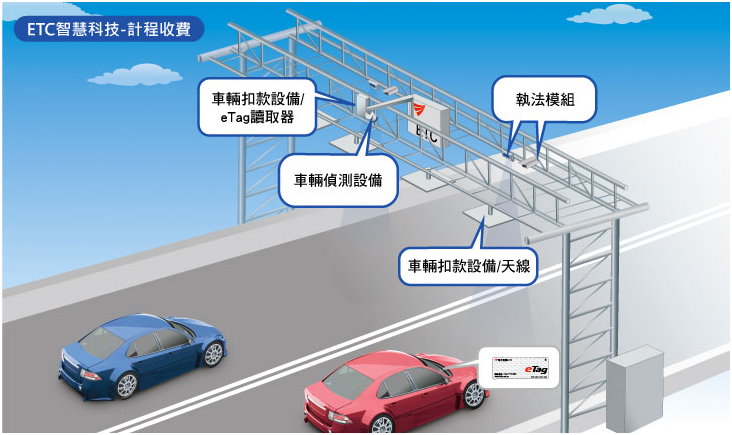 ETC智慧科技-計程收費
車輛扣款設備/
eTag讀取器
執法模組
ETC
車輛偵測設備
車輛扣款設備/天線
eTag